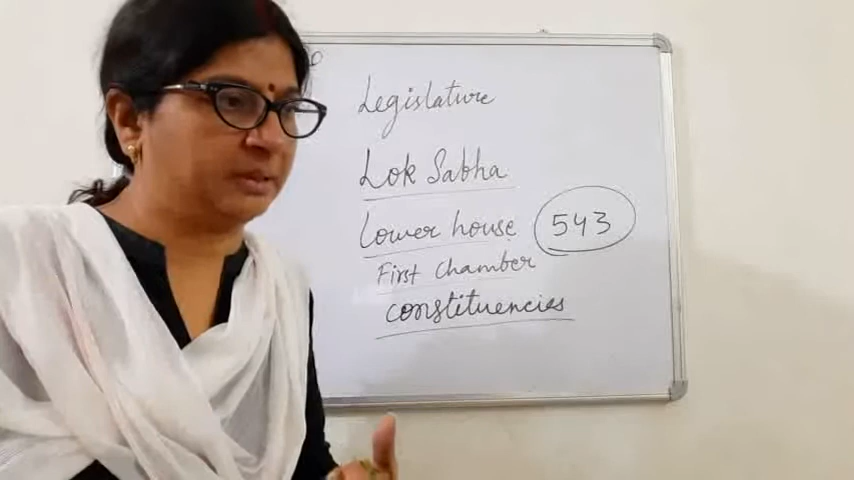 Legislature
Lok Sabha
Lower house 543
First Chamber
constituencies